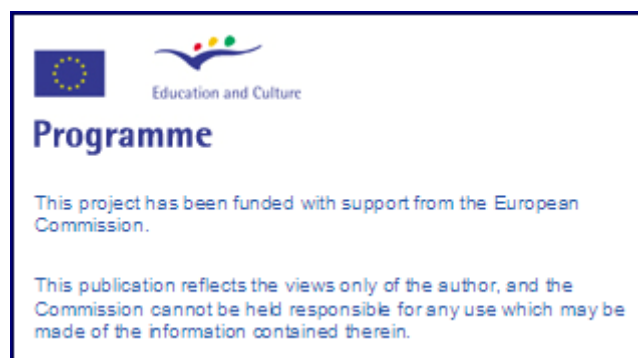 Education and Culture
Programme
This project has been funded with support from the European
Commission.
This publication reflects the views only of the author, and the
Commission cannot be held responsible for any use which may be
made of the information contained therein.